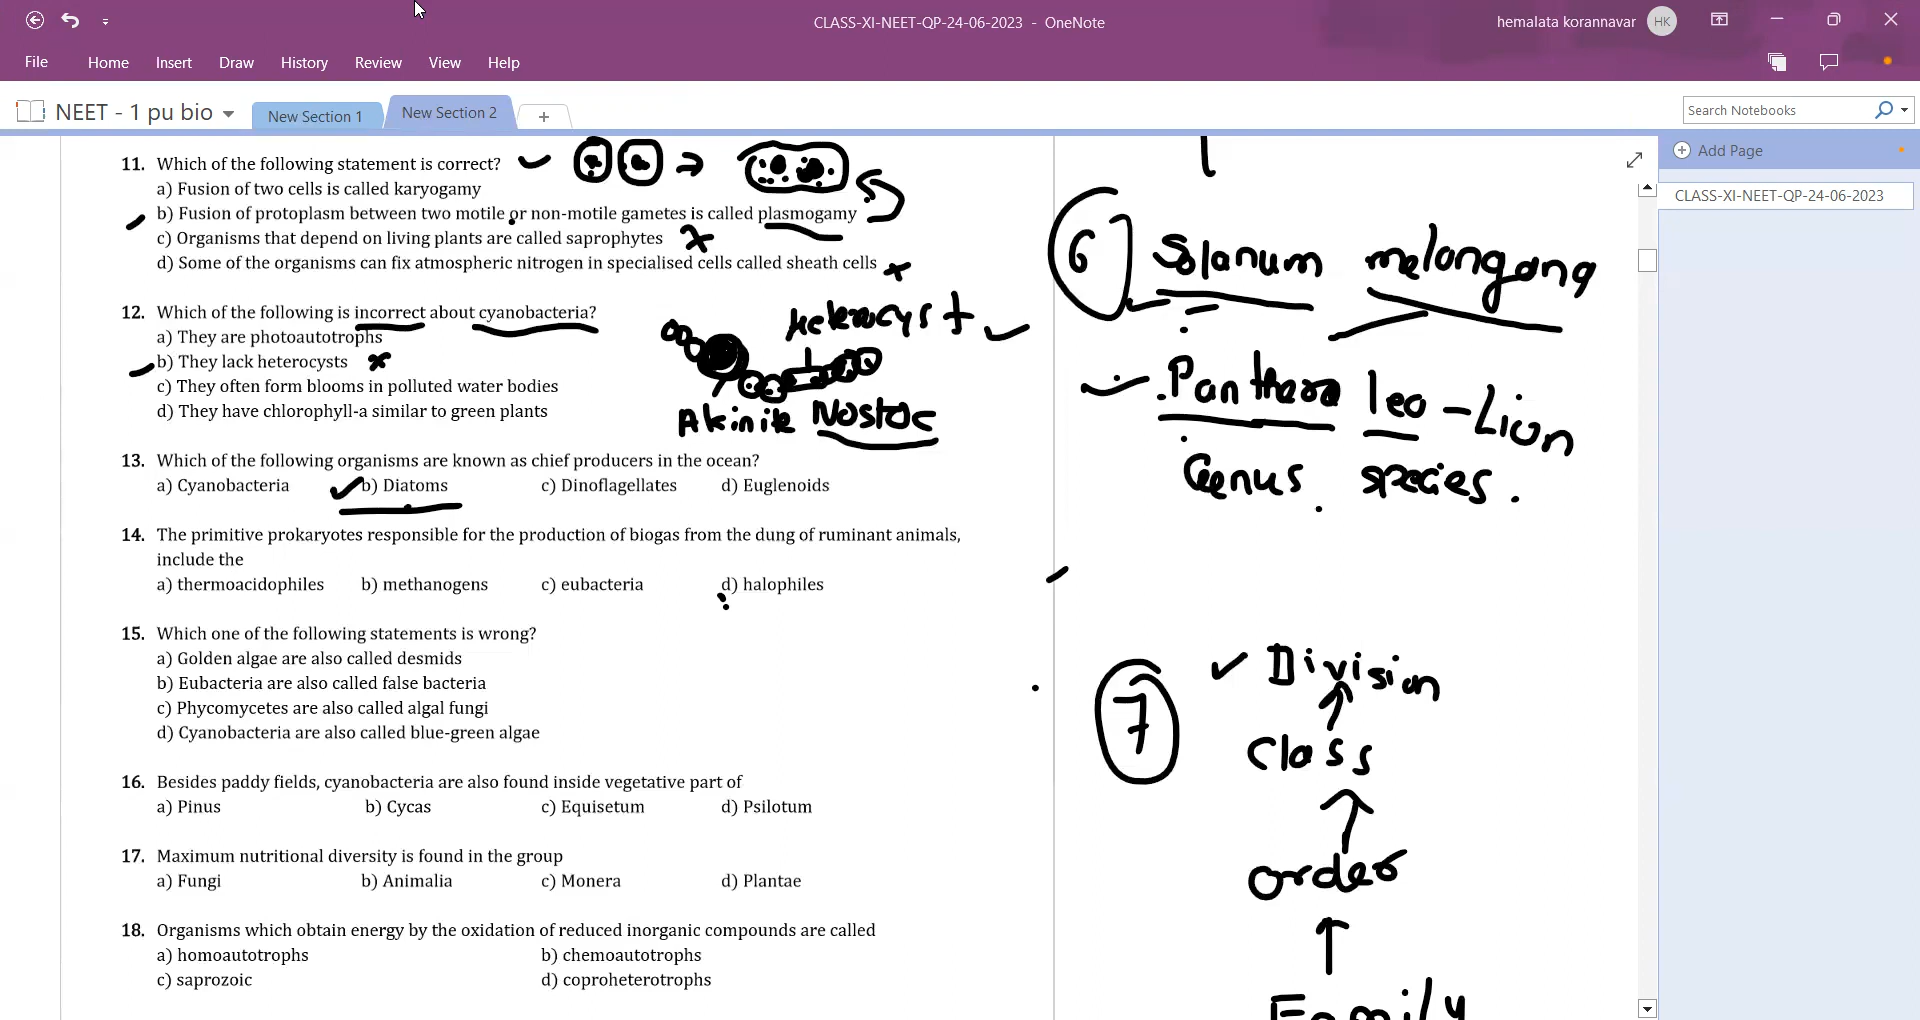 CLASS-XI-NEET-QP-24-06-2023 - OneNote
hemalata korannavar HK
File Home Insert Draw History Review View Help
NEET - 1 pu bio New Section 1 New Section 2 +
Search Notebooks
Add Page
CLASS-XI-NEET-QP-24-06-2023
11. Which of the following statement is correct?
a) Fusion of two cells is called karyogamy
b) Fusion of protoplasm between two motile or non-motile gametes is called plasmogamy
c) Organisms that depend on living plants are called saprophytes
d) Some of the organisms can fix atmospheric nitrogen in specialised cells called sheath cells
12. Which of the following is incorrect about cyanobacteria?
a) They are photoautotrophs
b) They lack heterocysts
c) They often form blooms in polluted water bodies
d) They have chlorophyll-a similar to green plants
Heterocyst
Akinite Nostoc
13. Which of the following organisms are known as chief producers in the ocean?
a) Cyanobacteria b) Diatoms c) Dinoflagellates d) Euglenoids
14. The primitive prokaryotes responsible for the production of biogas from the dung of ruminant animals,
include the
a) thermoacidophiles b) methanogens c) eubacteria d) halophiles
15. Which one of the following statements is wrong?
a) Golden algae are also called desmids
b) Eubacteria are also called false bacteria
c) Phycomycetes are also called algal fungi
d) Cyanobacteria are also called blue-green algae
16. Besides paddy fields, cyanobacteria are also found inside vegetative part of
a) Pinus b) Cycas c) Equisetum d) Psilotum
17. Maximum nutritional diversity is found in the group
a) Fungi b) Animalia c) Monera d) Plantae
18. Organisms which obtain energy by the oxidation of reduced inorganic compounds are called
a) homoautotrophs b) chemoautotrophs
c) saprozoic d) coproheterotrophs
6 Solanum melongana
Panthera leo - Lion
Genus species.
7 Division
Class
order
Family